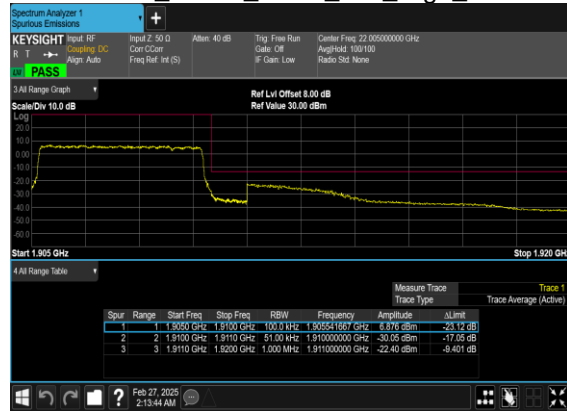 Spectrum Analyzer 1
Spurious Emissions
+
KEYSIGHT Input: RF Input Z: 50 Ω Atten: 40 dB Trig: Free Run Center Freq: 22.005000000 GHz
R T Coupling: DC Corr CCorr Gate: Off Avg|Hold: 100/100
Align: Auto Freq Ref: Int (S) IF Gain: Low Radio Std: None
PASS
3 All Range Graph Ref Lvl Offset 8.00 dB
Scale/Div 10.0 dB Ref Value 30.00 dBm
Log
20.0
10.0
0.00
-10.0
-20.0
-30.0
-40.0
-50.0
-60.0
Start 1.905 GHz Stop 1.920 GH
4 All Range Table
Measure Trace Trace 1
Trace Type Trace Average (Active)
Spur Range Start Freq Stop Freq RBW Frequency Amplitude ΔLimit
1 1 1.9050 GHz 1.9100 GHz 100.0 kHz 1.905541667 GHz 6.876 dBm -23.12 dB
2 2 1.9100 GHz 1.9110 GHz 51.00 kHz 1.910000000 GHz -30.05 dBm -17.05 dB
3 3 1.9110 GHz 1.9200 GHz 1.000 MHz 1.911000000 GHz -22.40 dBm -9.401 dB
? Feb 27, 2025
2:13:44 AM